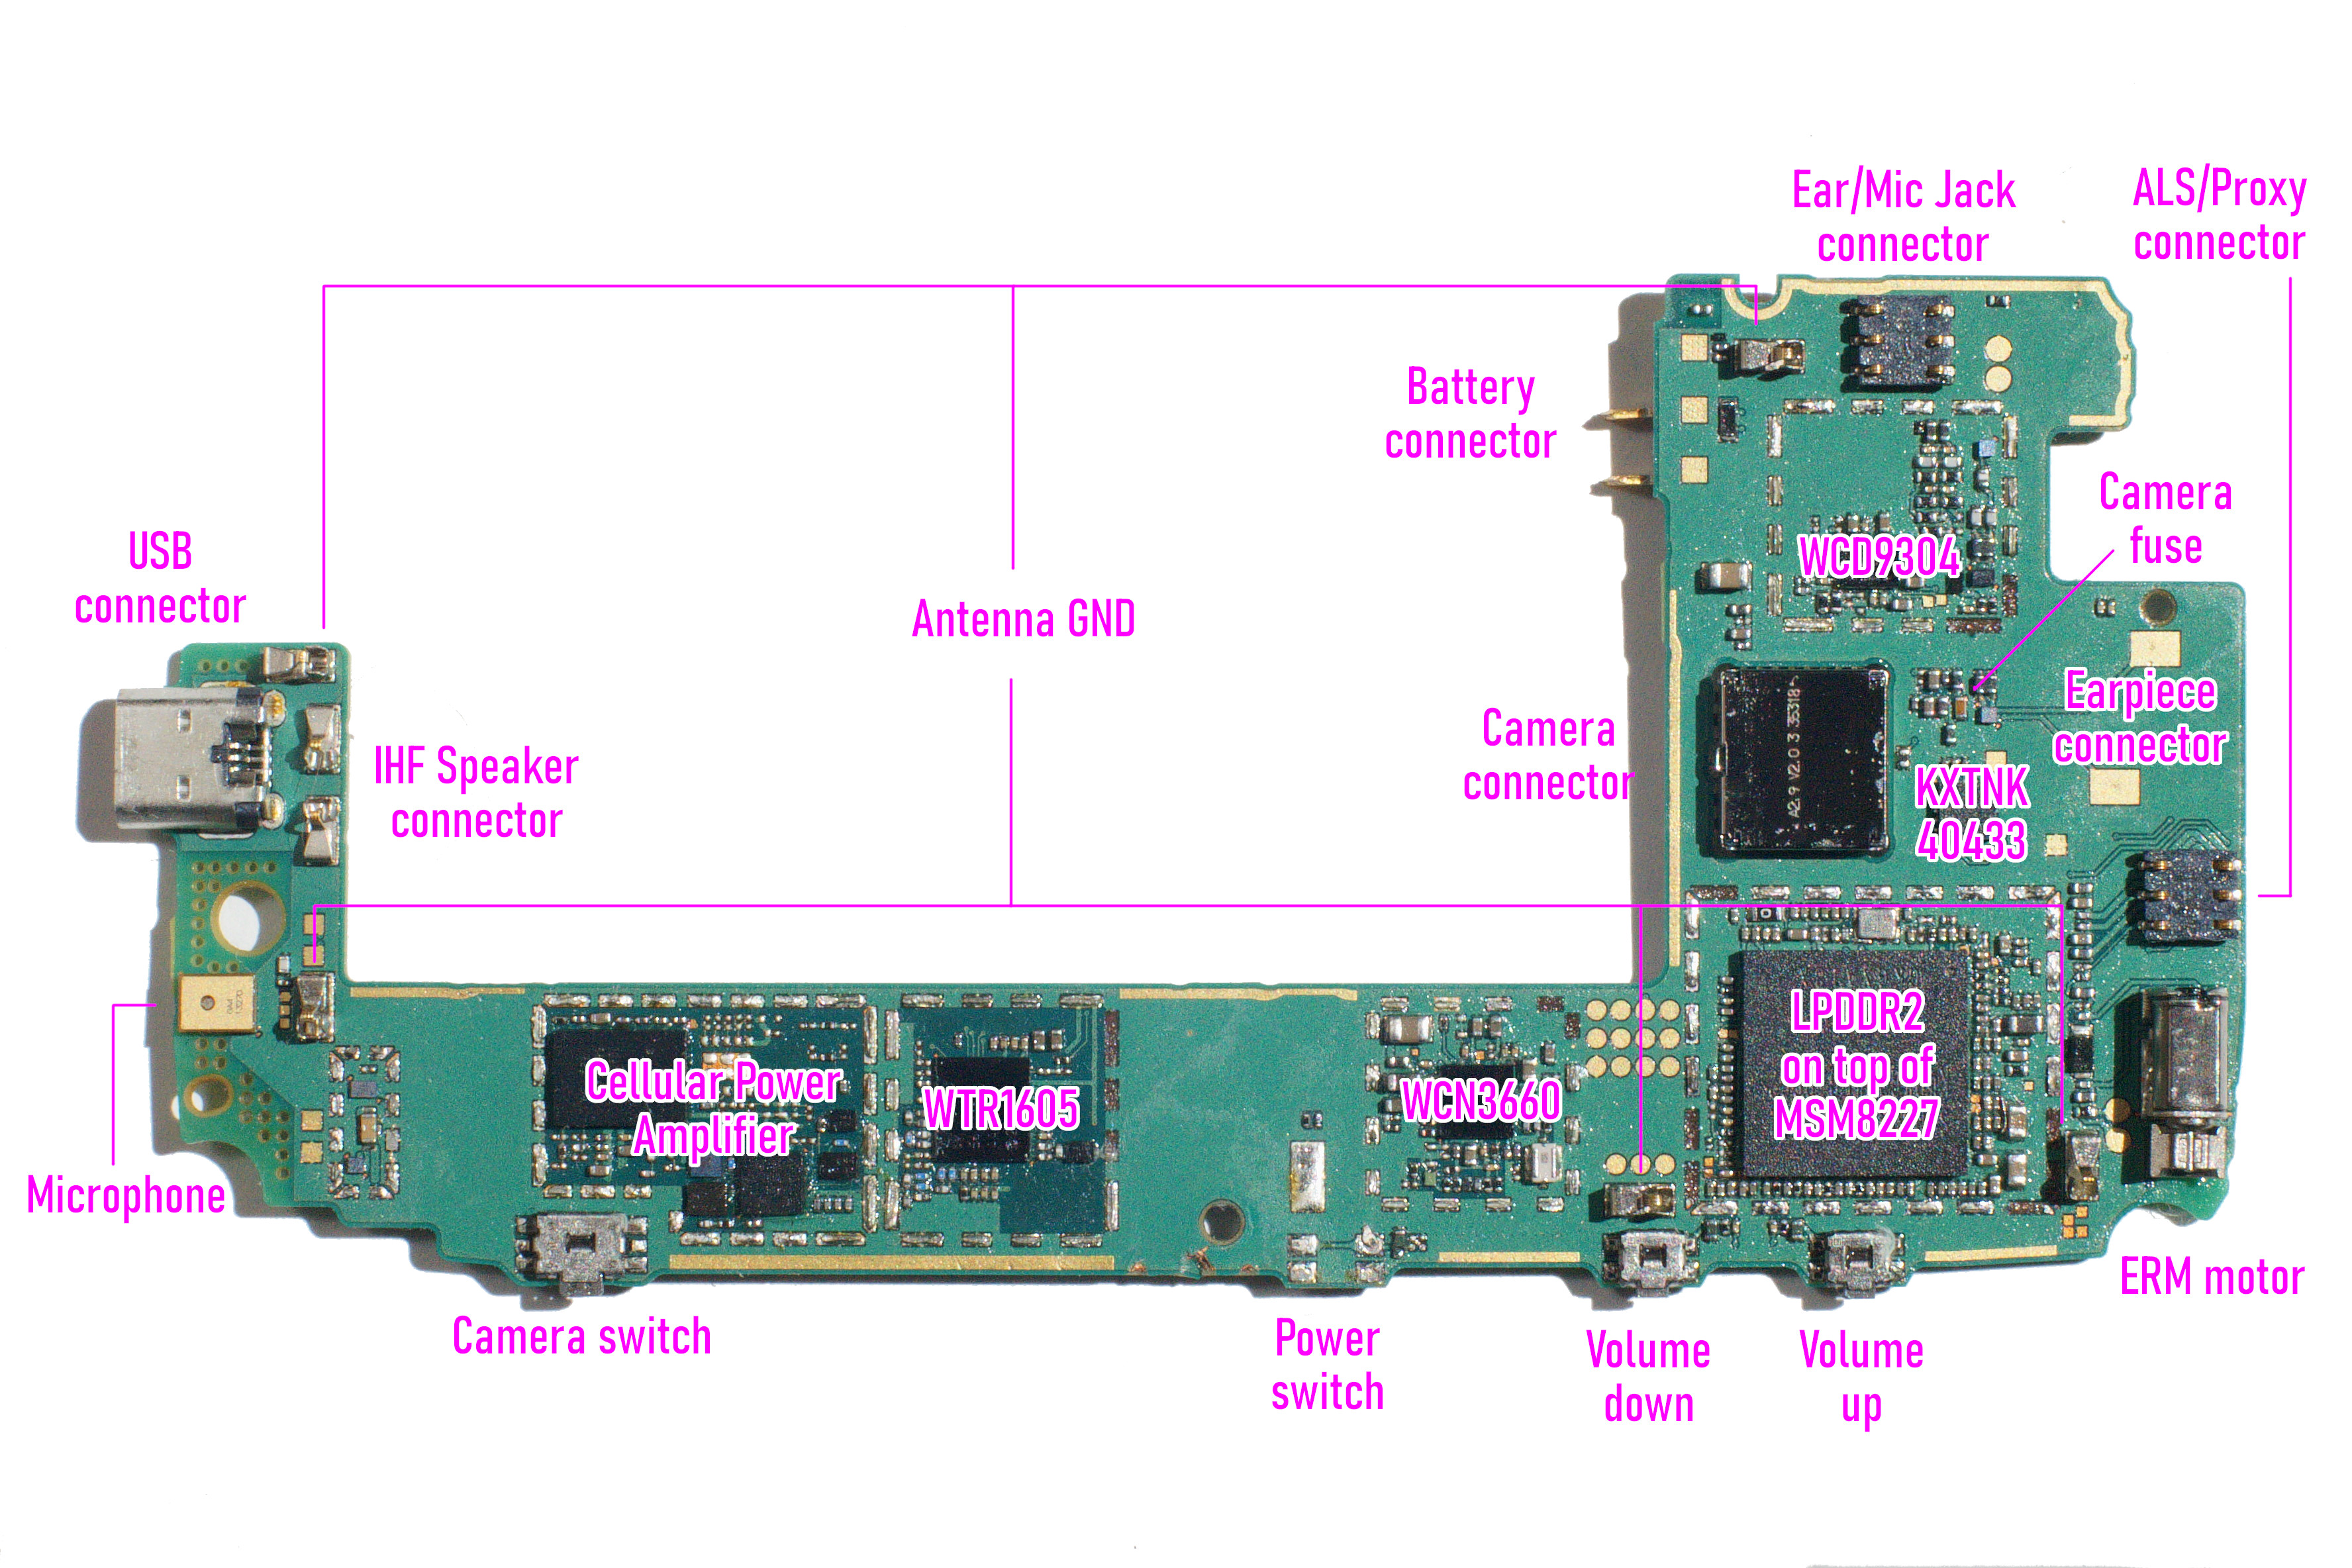 Ear/Mic Jack
connector
ALS/Proxy
connector
Battery
connector
Camera
fuse
USB
connector
WCD9304
Antenna GND
Earpiece
connector
Camera
connector
IHF Speaker
connector
A2.9 V2.0 3 35318
KXTNK
40433
LPDDR2
on top of
MSM8227
Cellular Power
Amplifier
WTR1605
WCN3660
Microphone
ERM motor
Camera switch
Power
switch
Volume
down
Volume
up